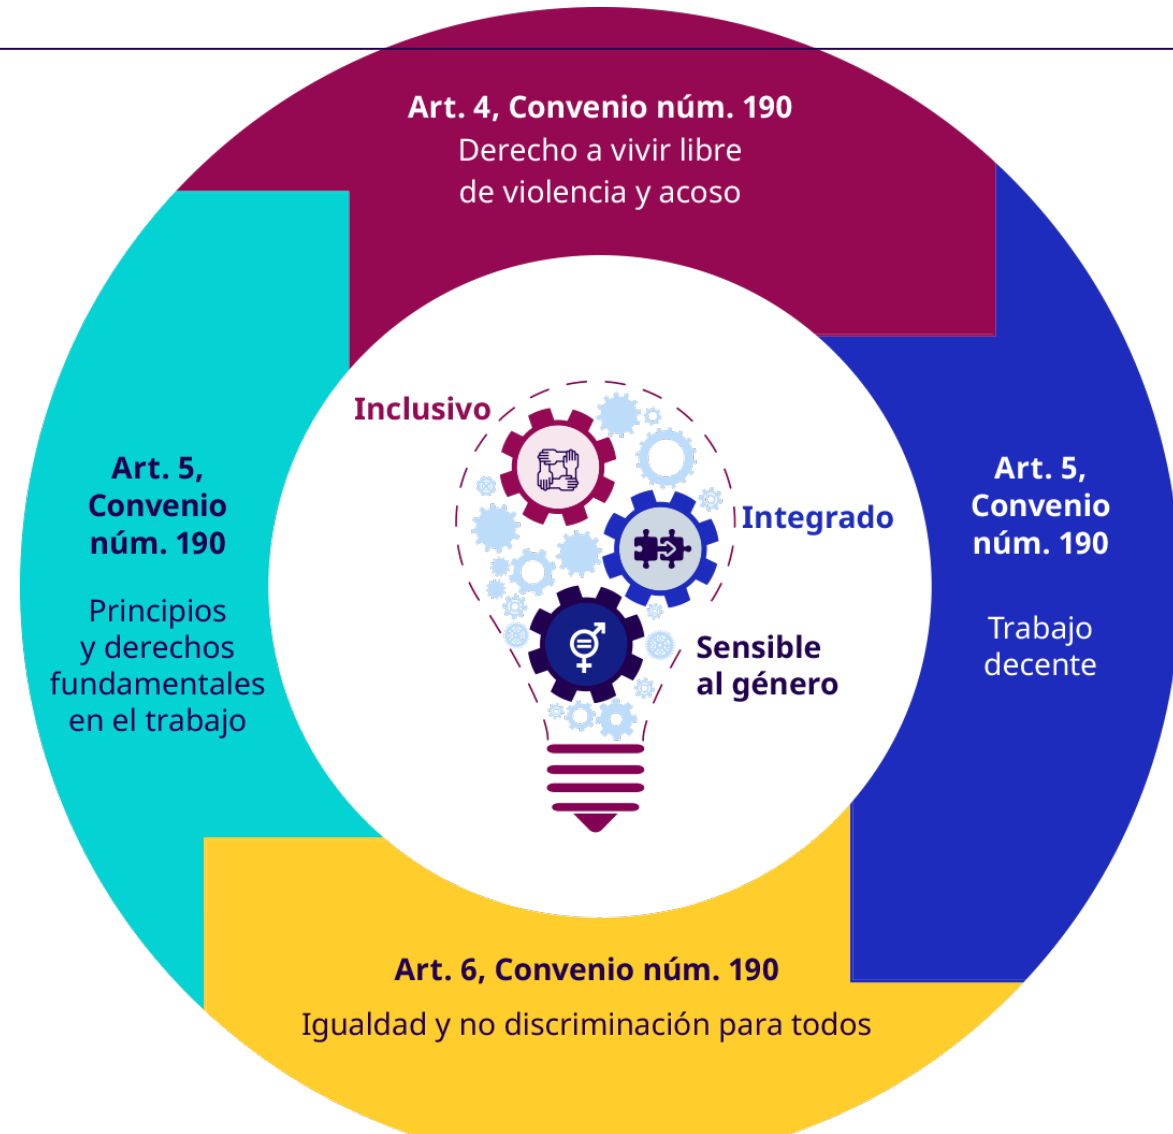 Art. 4, Convenio núm. 190
Derecho a vivir libre
de violencia y acoso
Inclusivo
Integrado
Sensible
al género
Art. 5,
Convenio
núm. 190
Principios
y derechos
fundamentales
en el trabajo
Art. 5,
Convenio
núm. 190
Trabajo
decente
Art. 6, Convenio núm. 190
Igualdad y no discriminación para todos